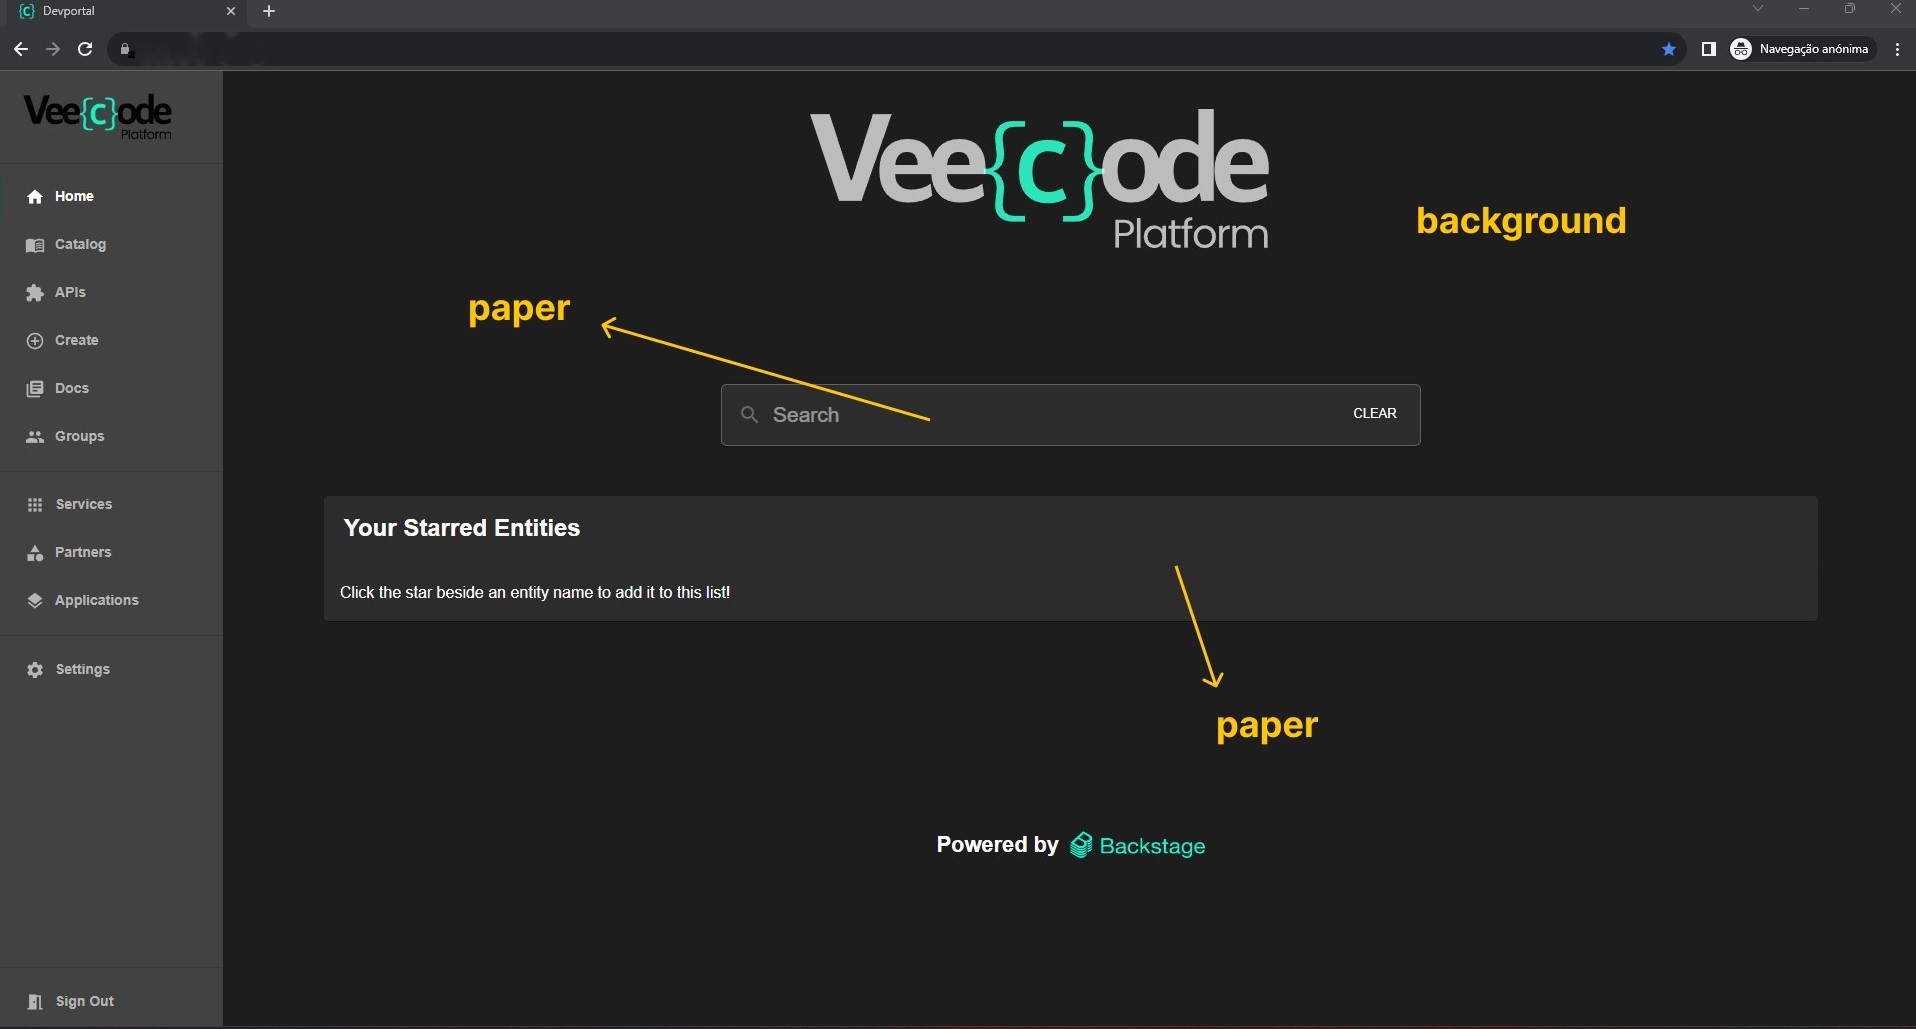 Devportal
Navegação anónima
Vee{c}ode
Platform
Home
Catalog
APIs
Create
Docs
Groups
Services
Partners
Applications
Settings
Sign Out
Vee{c}ode
Platform
background
paper
Search
CLEAR
Your Starred Entities
Click the star beside an entity name to add it to this list!
paper
Powered by Backstage